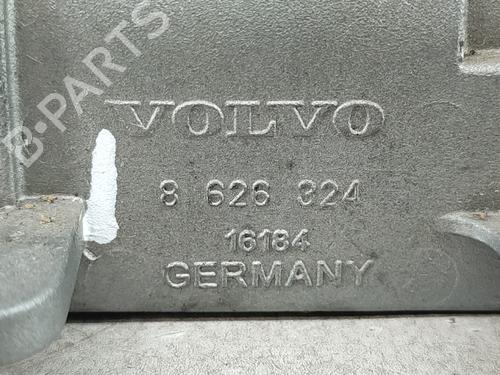 B-PARTS
VOLVO
8 626 324
16184
GERMANY